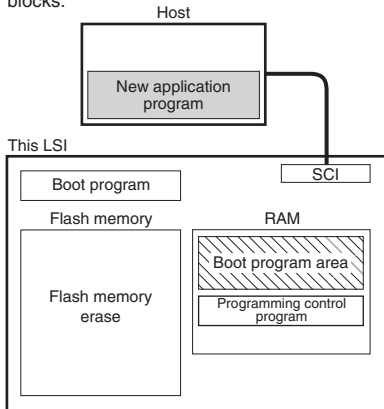 blocks.
Host
New application
program
This LSI
SCI
Boot program
Flash memory
RAM
Boot program area
Flash memory
erase
Programming control
program